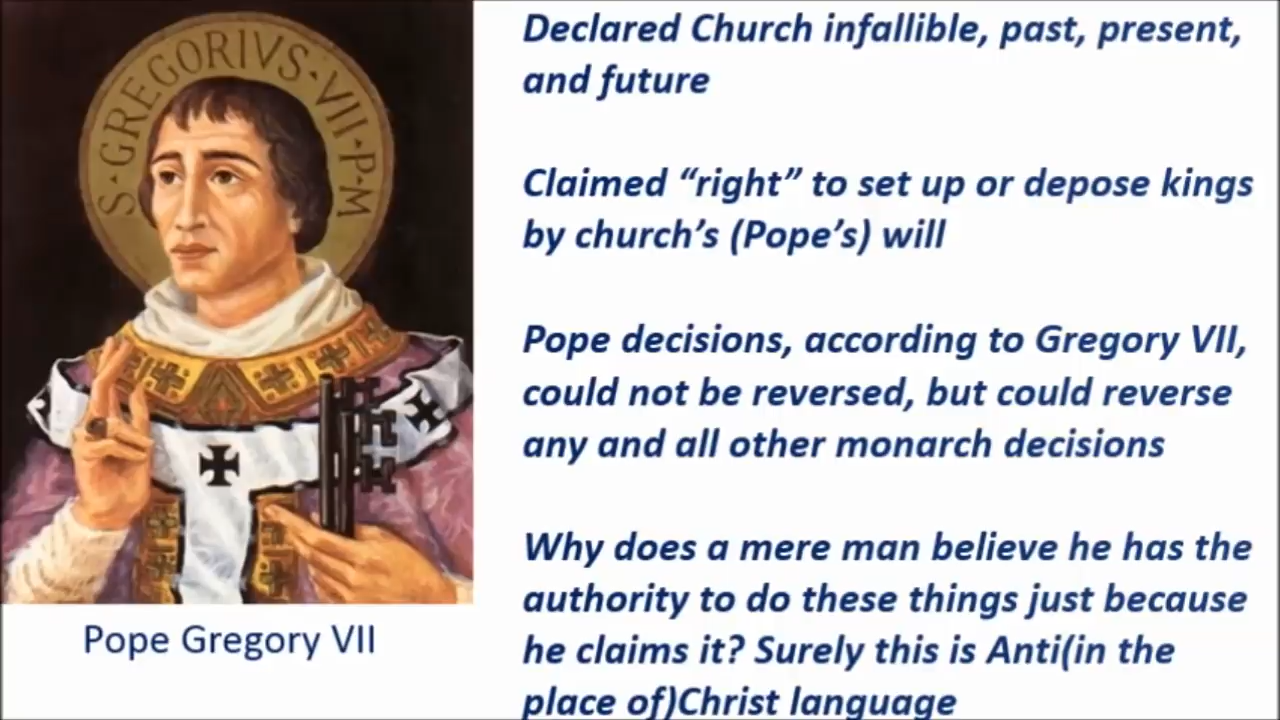 S·GREGORIVS·VII·P·M
Pope Gregory VII
Declared Church infallible, past, present,
and future
Claimed “right” to set up or depose kings
by church’s (Pope’s) will
Pope decisions, according to Gregory VII,
could not be reversed, but could reverse
any and all other monarch decisions
Why does a mere man believe he has the
authority to do these things just because
he claims it? Surely this is Anti(in the
place of)Christ language